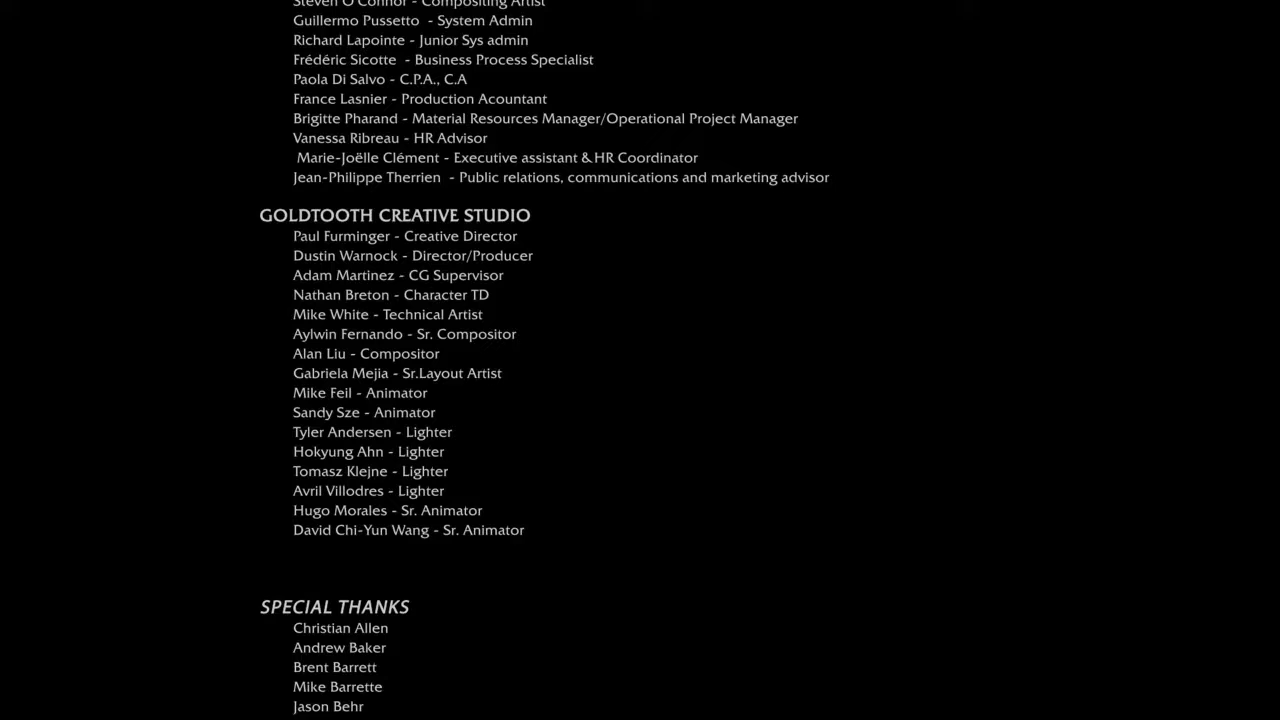 Steven O'Connor - Compositing Artist
Guillermo Pussetto - System Admin
Richard Lapointe - Junior Sys admin
Frédéric Sicotte - Business Process Specialist
Paola Di Salvo - C.P.A., C.A
France Lasnier - Production Acountant
Brigitte Pharand - Material Resources Manager/Operational Project Manager
Vanessa Ribreau - HR Advisor
Marie-Joëlle Clément - Executive assistant & HR Coordinator
Jean-Philippe Therrien - Public relations, communications and marketing advisor
GOLDTOOTH CREATIVE STUDIO
Paul Furminger - Creative Director
Dustin Warnock - Director/Producer
Adam Martinez - CG Supervisor
Nathan Breton - Character TD
Mike White - Technical Artist
Aylwin Fernando - Sr. Compositor
Alan Liu - Compositor
Gabriela Mejia - Sr.Layout Artist
Mike Feil - Animator
Sandy Sze - Animator
Tyler Andersen - Lighter
Hokyung Ahn - Lighter
Tomasz Klejne - Lighter
Avril Villodres - Lighter
Hugo Morales - Sr. Animator
David Chi-Yun Wang - Sr. Animator
SPECIAL THANKS
Christian Allen
Andrew Baker
Brent Barrett
Mike Barrette
Jason Behr